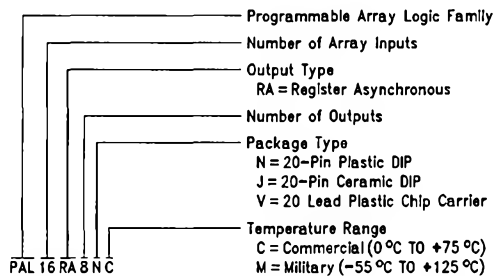 Programmable Array Logic Family
Number of Array Inputs
Output Type
RA = Register Asynchronous
Number of Outputs
Package Type
N = 20-Pin Plastic DIP
J = 20-Pin Ceramic DIP
V = 20 Lead Plastic Chip Carrier
Temperature Range
C = Commercial (0 °C TO +75 °C)
M = Military (-55 °C TO +125 °C)
PAL 16 RA 8 N C